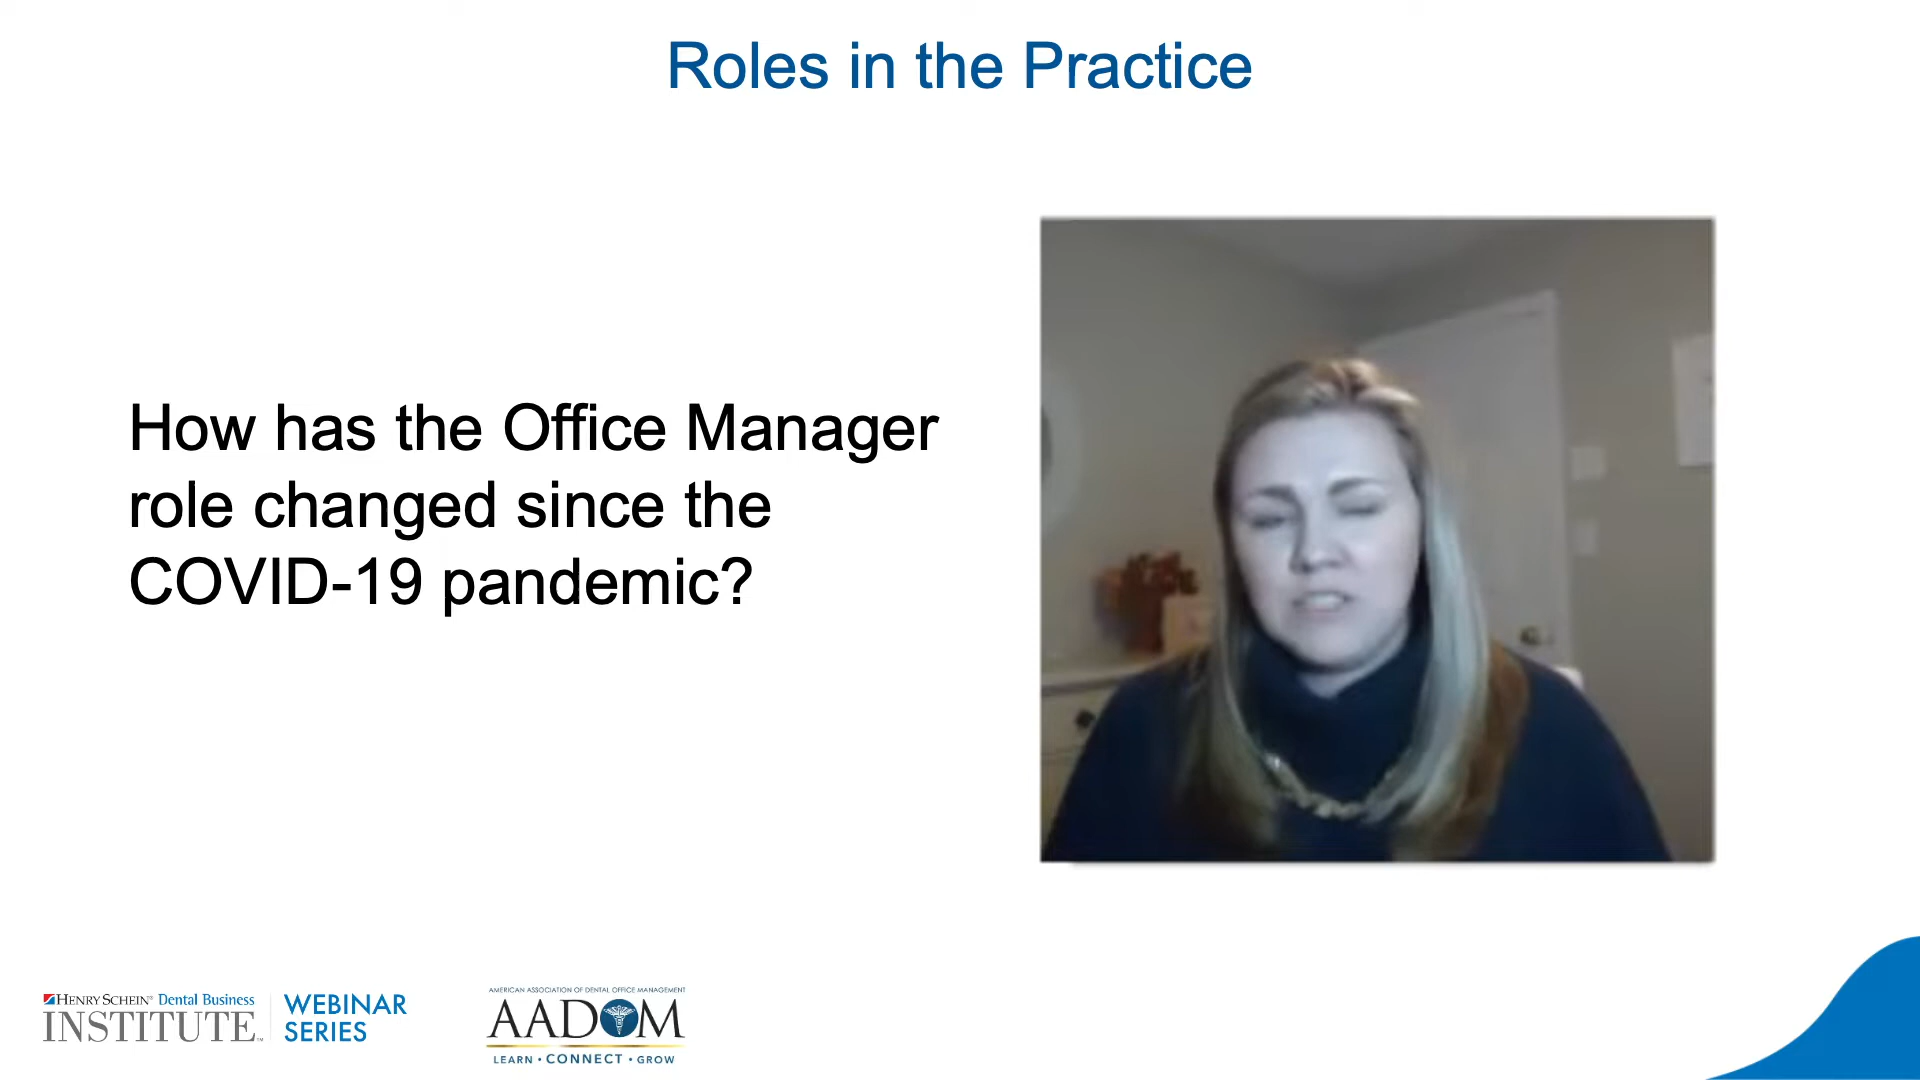 Roles in the Practice
How has the Office Manager
role changed since the
COVID-19 pandemic?
HENRY SCHEIN® Dental Business
INSTITUTE™
WEBINAR
SERIES
AMERICAN ASSOCIATION OF DENTAL OFFICE MANAGEMENT
AADOM
LEARN • CONNECT • GROW